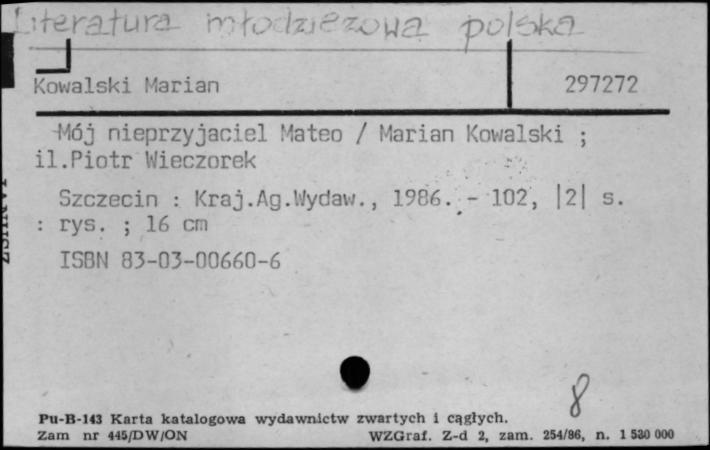 Literatura młodzieżowa polska
Kowalski Marian 297272
Mój nieprzyjaciel Mateo / Marian Kowalski ;
il.Piotr Wieczorek
Szczecin : Kraj.Ag.Wydaw., 1986. - 102, |2| s.
: rys. ; 16 cm
ISBN 83-03-00660-6
8
Pu-B-143 Karta katalogowa wydawnictw zwartych i ciągłych.
Zam nr 445/DW/ON WZGraf. Z-d 2, zam. 254/86, n. 1 530 000